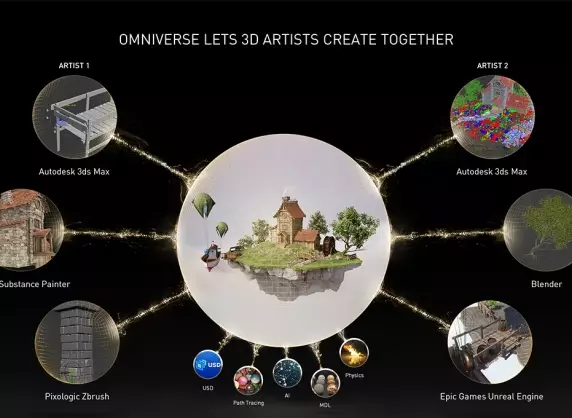 OMNIVERSE LETS 3D ARTISTS CREATE TOGETHER
ARTIST 1
ARTIST 2
Autodesk 3ds Max
Autodesk 3ds Max
Substance Painter
Blender
Pixologic Zbrush
Epic Games Unreal Engine
USD
USD
Path Tracing
AI
MDL
Physics